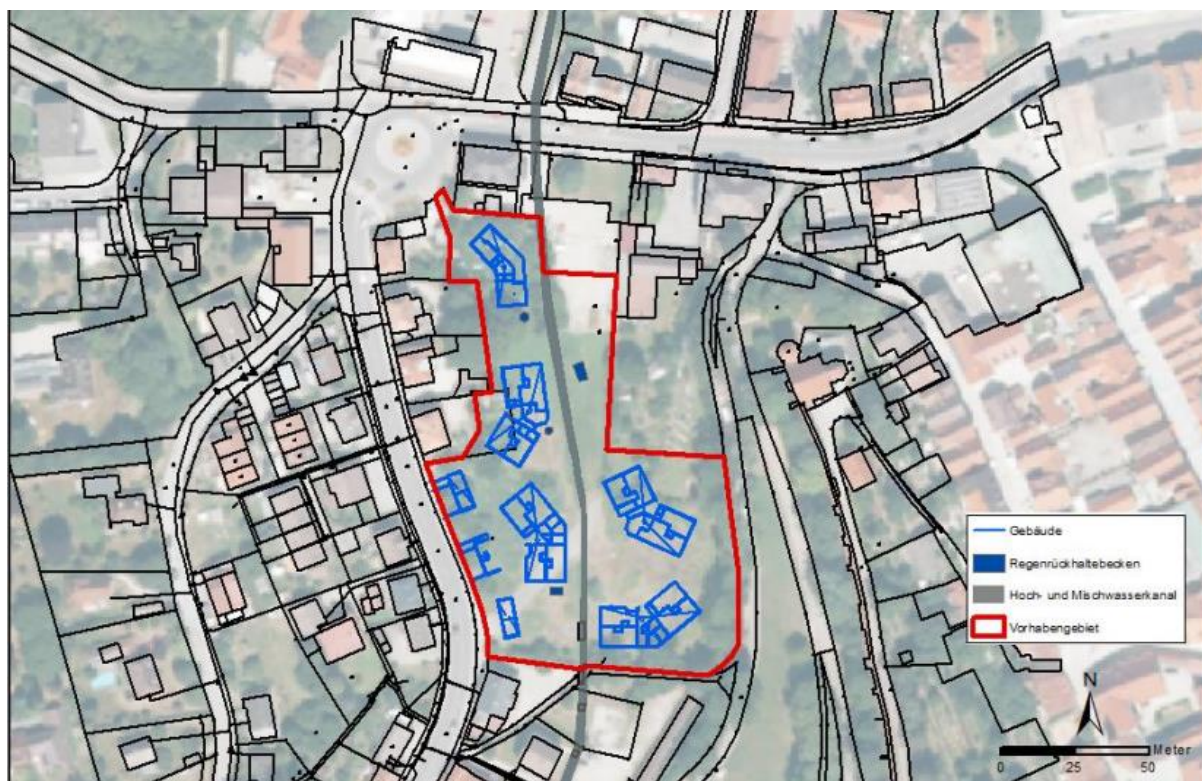 Gebäude
Regenrückhaltebecken
Hoch- und Mischwasserkanal
Vorhabengebiet
N
Meter
0 25 50